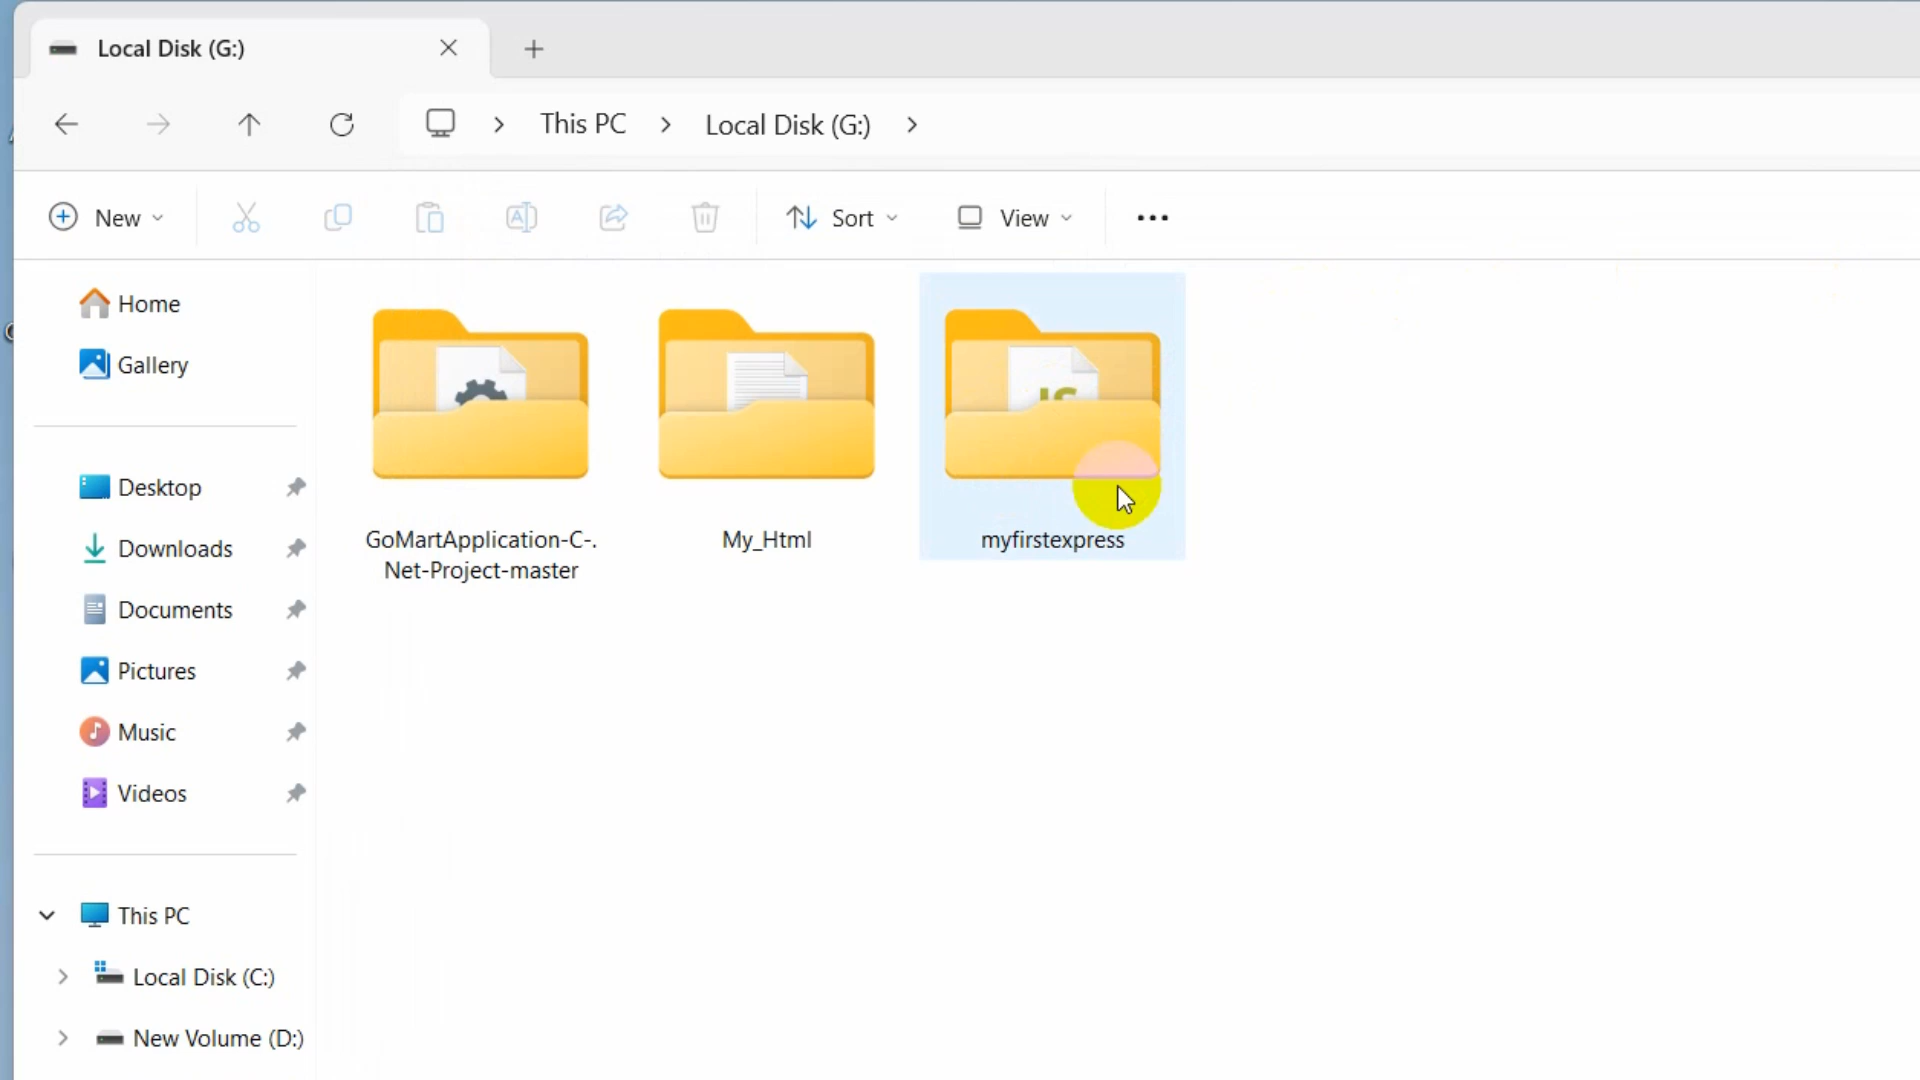 Local Disk (G:)
This PC
Local Disk (G:)
New
Sort
View
Home
Gallery
Desktop
Downloads
Documents
Pictures
Music
Videos
This PC
Local Disk (C:)
New Volume (D:)
GoMartApplication-C-.
Net-Project-master
My_Html
JS
myfirstexpress